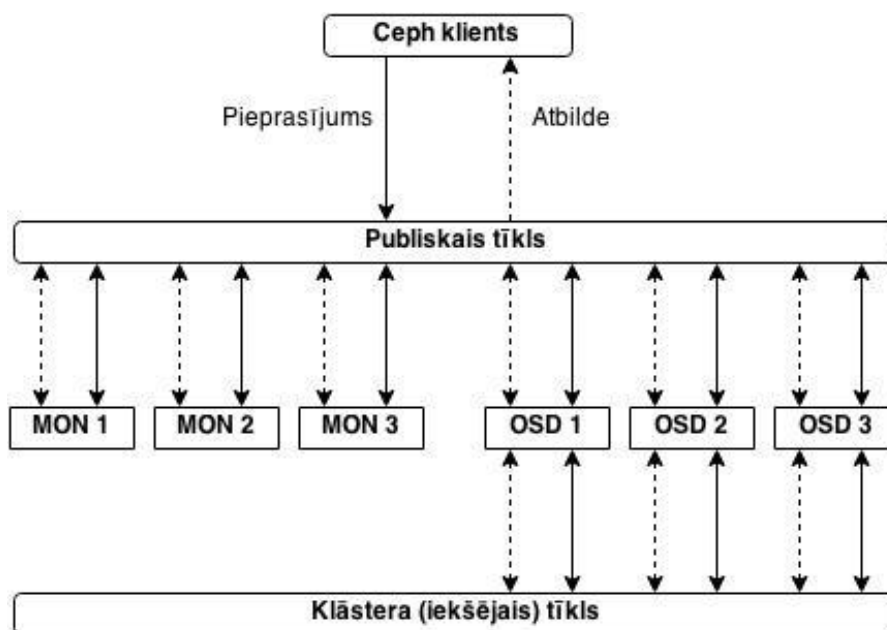 Ceph klients
Pieprasījums
Atbilde
Publiskais tīkls
MON 1
MON 2
MON 3
OSD 1
OSD 2
OSD 3
Klāstera (iekšējais) tīkls